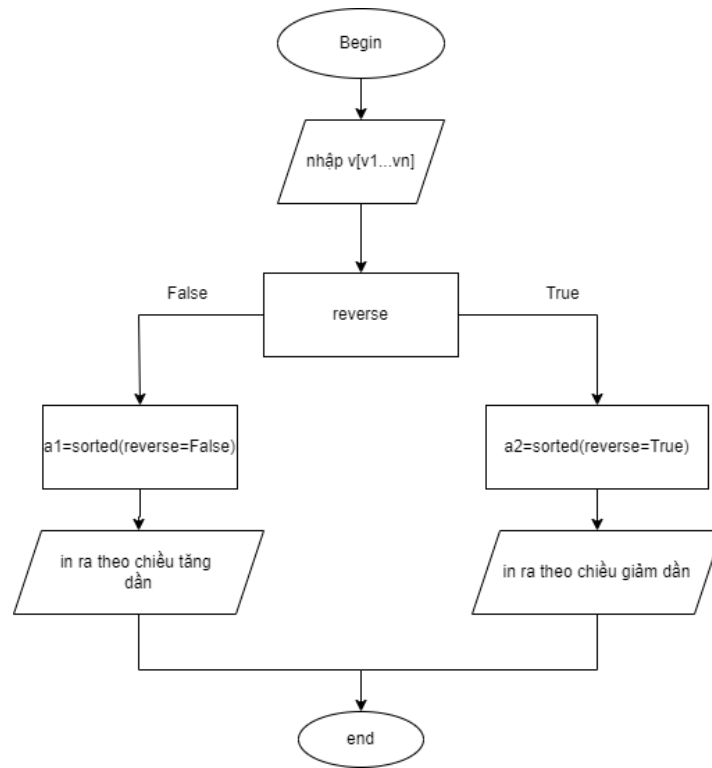 Begin
nhập v[v1...vn]
False
True
reverse
a1=sorted(reverse=False)
a2=sorted(reverse=True)
in ra theo chiều tăng
dần
in ra theo chiều giảm dần
end